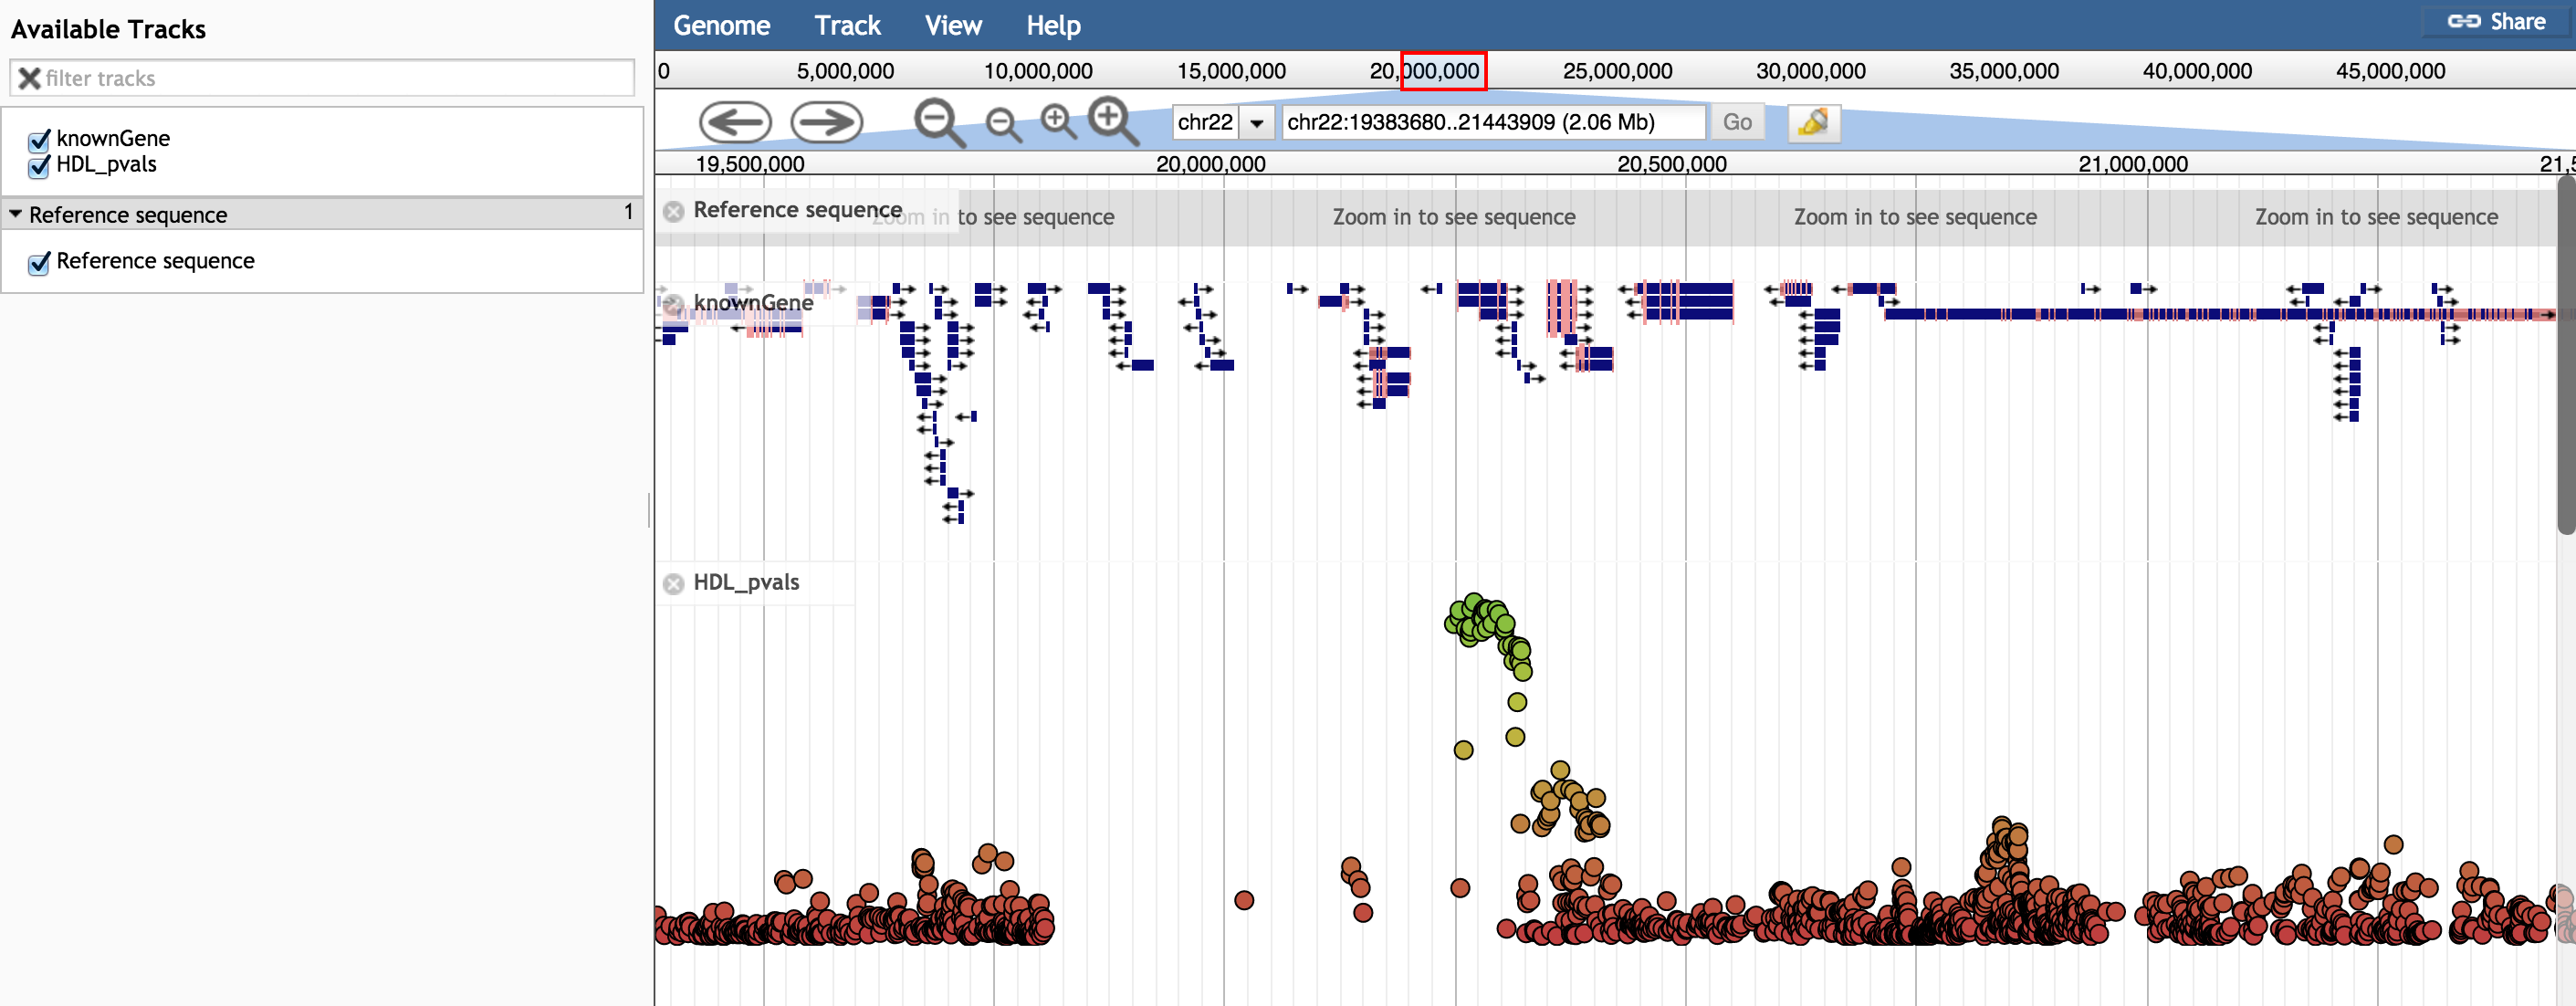 Available Tracks
filter tracks
knownGene
HDL_pvals
Reference sequence 1
Reference sequence
Genome Track View Help Share
0 5,000,000 10,000,000 15,000,000 20,000,000 25,000,000 30,000,000 35,000,000 40,000,000 45,000,000
chr22 chr22:19383680..21443909 (2.06 Mb) Go
19,500,000 20,000,000 20,500,000 21,000,000 21,5
Reference sequence Zoom in to see sequence Zoom in to see sequence Zoom in to see sequence Zoom in to see sequence
knownGene
HDL_pvals